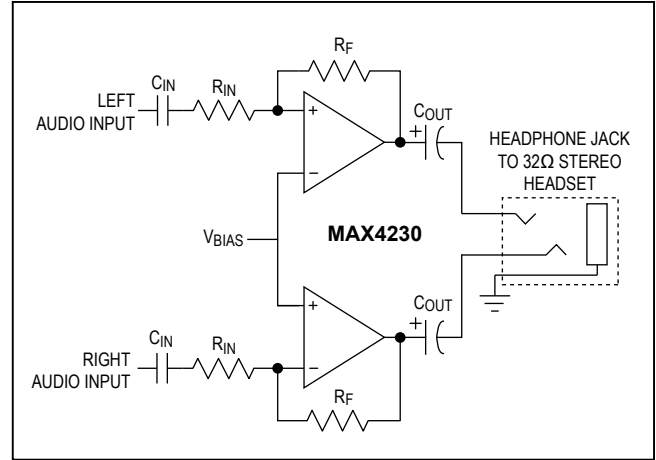 RF
CIN
RIN
LEFT
AUDIO INPUT
+
−
COUT
+
HEADPHONE JACK
TO 32Ω STEREO
HEADSET
VBIAS
MAX4230
COUT
+
CIN
RIN
+
−
RIGHT
AUDIO INPUT
RF